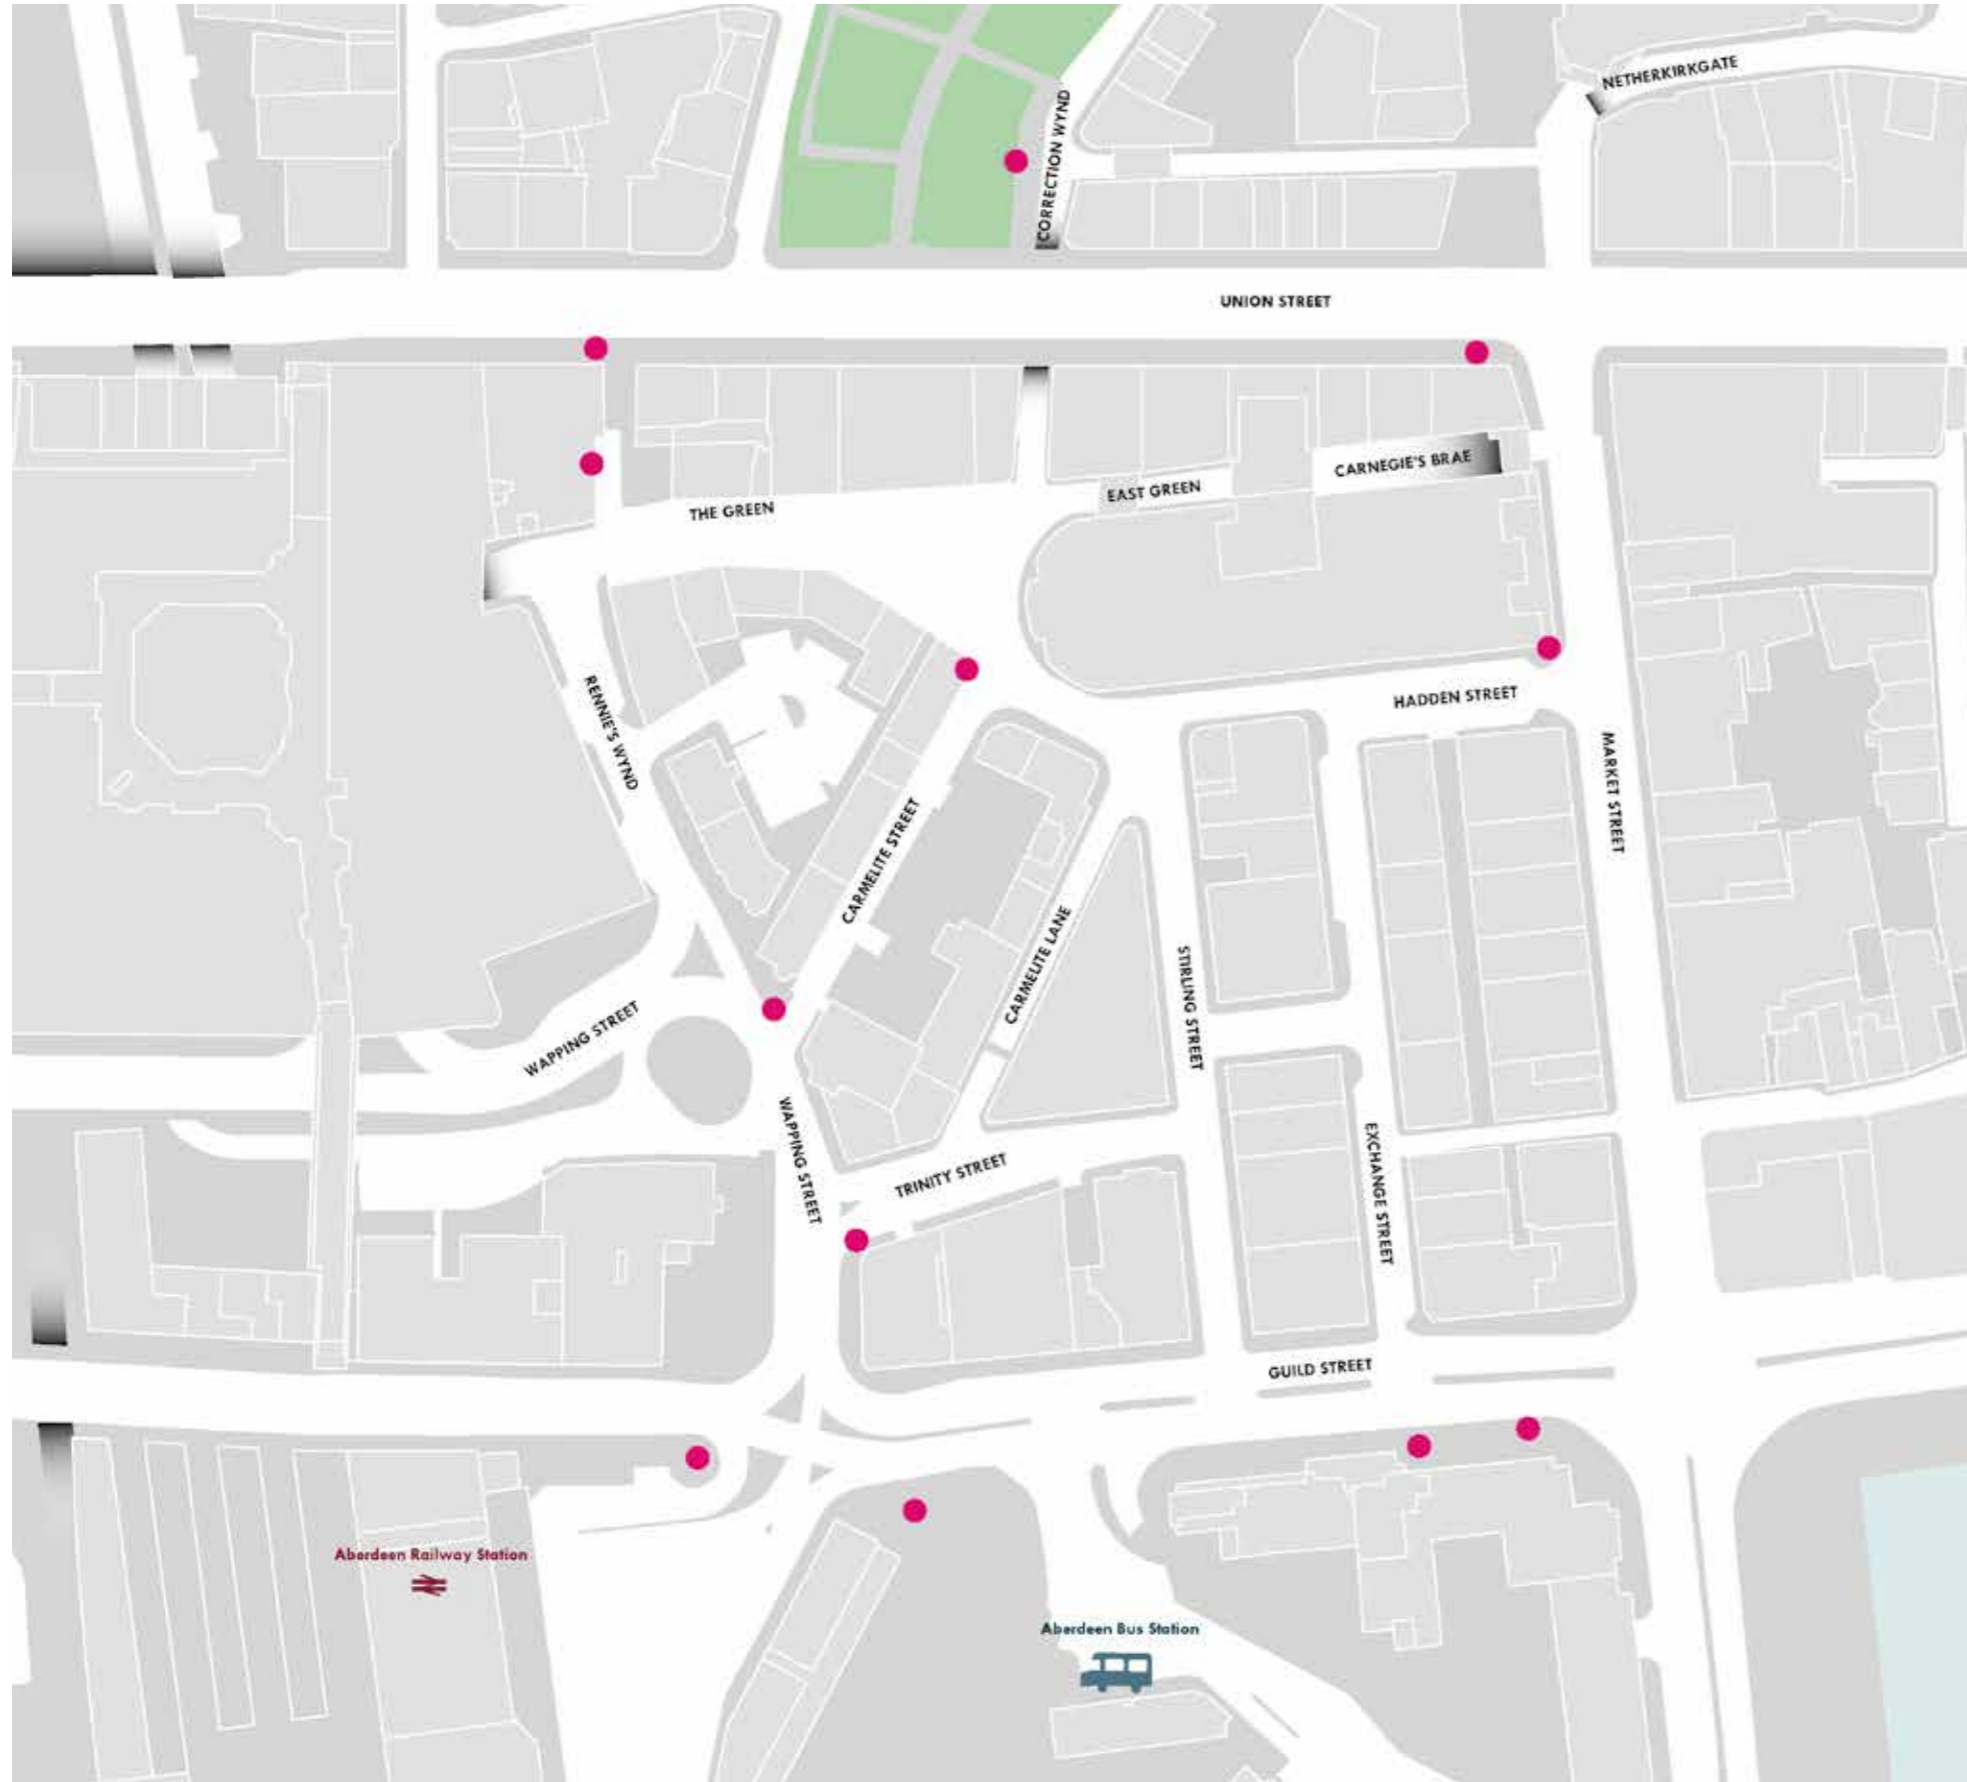 NETHERKIRKGATE
CORRECTION WYND
UNION STREET
CARNEGIE'S BRAE
EAST GREEN
THE GREEN
RENNIE'S WYND
HADDEN STREET
MARKET STREET
CARMELITE STREET
CARMELITE LANE
STIRLING STREET
WAPPING STREET
WAPPING STREET
TRINITY STREET
EXCHANGE STREET
GUILD STREET
Aberdeen Railway Station
Aberdeen Bus Station